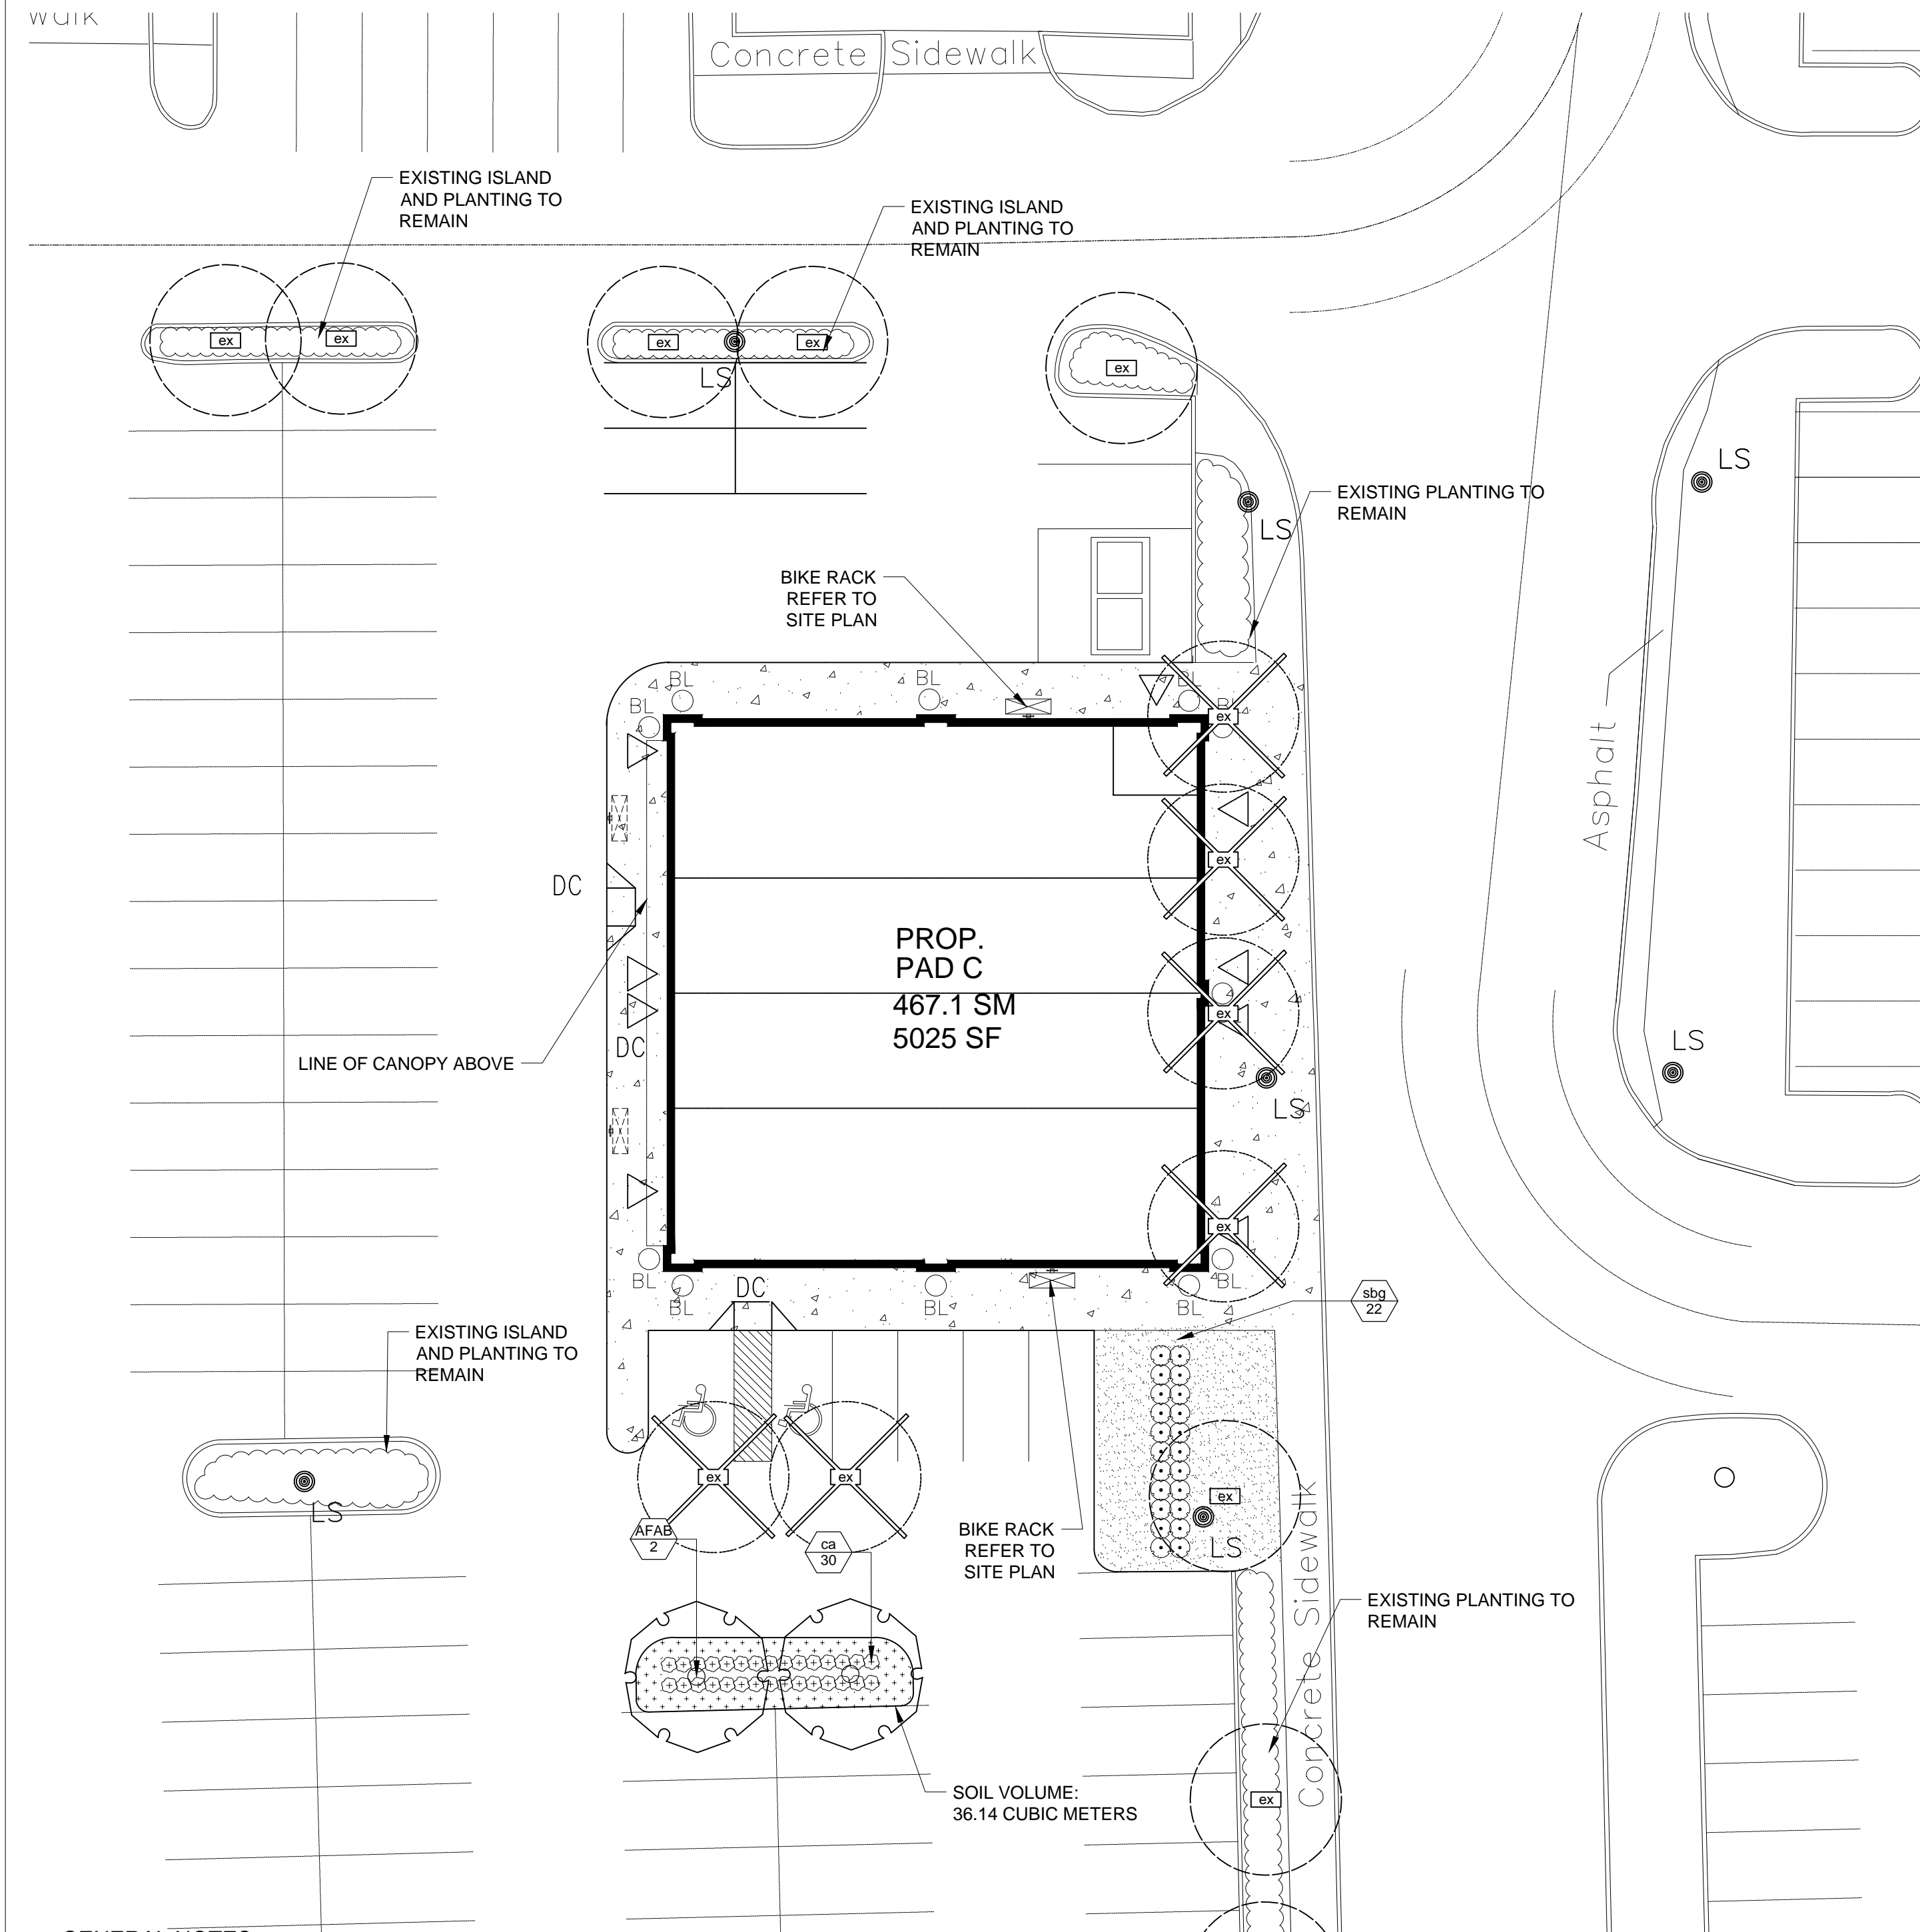 Concrete Sidewalk
EXISTING ISLAND
AND PLANTING TO
REMAIN
EXISTING ISLAND
AND PLANTING TO
REMAIN
ex
ex
ex
ex
LS
ex
LS
LS
EXISTING PLANTING TO
REMAIN
BIKE RACK
REFER TO
SITE PLAN
BL
BL
BL
BL
BL
ex
Asphalt
ex
DC
PROP.
PAD C
467.1 SM
5025 SF
ex
DC
LINE OF CANOPY ABOVE
LS
LS
ex
BL
BL
BL
BL
BL
DC
sbg
22
EXISTING ISLAND
AND PLANTING TO
REMAIN
LS
ex
ex
ex
LS
AFAB
2
ca
30
BIKE RACK
REFER TO
SITE PLAN
Concrete Sidewalk
EXISTING PLANTING TO
REMAIN
ex
SOIL VOLUME:
36.14 CUBIC METERS